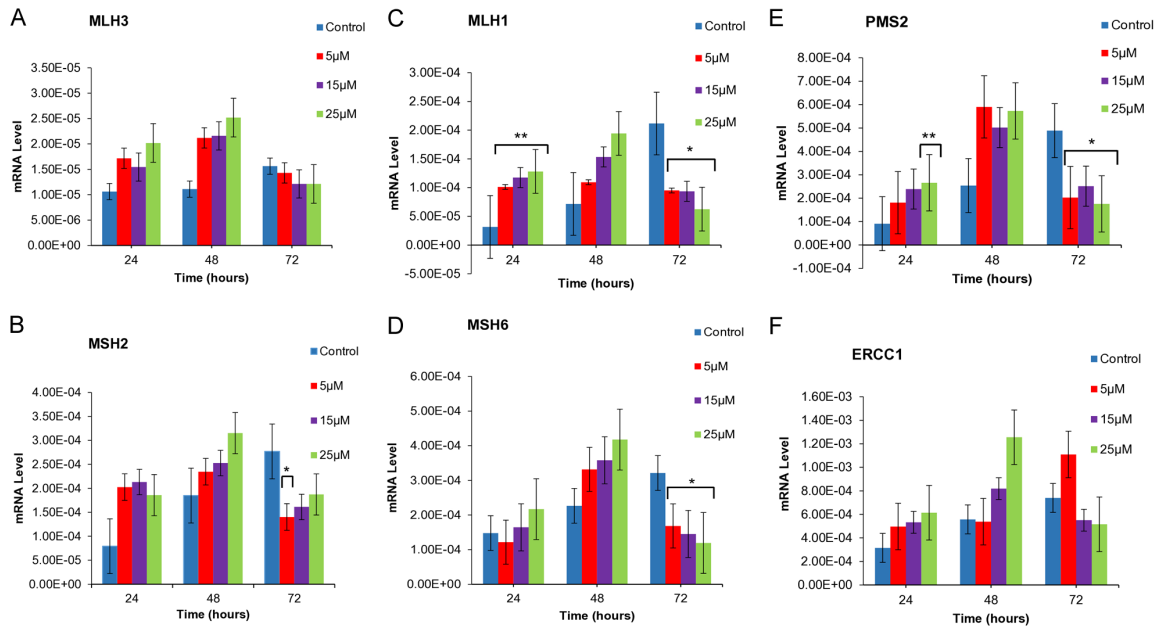 A
MLH3
Control
5µM
15µM
25µM
mRNA Level
3.50E-05
3.00E-05
2.50E-05
2.00E-05
1.50E-05
1.00E-05
5.00E-06
0.00E+00
24
48
72
Time (hours)
C
MLH1
Control
5µM
15µM
25µM
mRNA Level
3.00E-04
2.50E-04
2.00E-04
1.50E-04
1.00E-04
5.00E-05
0.00E+00
-5.00E-05
**
*
24
48
72
Time (hours)
E
PMS2
Control
5µM
15µM
25µM
mRNA Level
8.00E-04
7.00E-04
6.00E-04
5.00E-04
4.00E-04
3.00E-04
2.00E-04
1.00E-04
0.00E+00
-1.00E-04
**
*
24
48
72
Time (hours)
B
MSH2
Control
5µM
15µM
25µM
mRNA Level
4.00E-04
3.50E-04
3.00E-04
2.50E-04
2.00E-04
1.50E-04
1.00E-04
5.00E-05
0.00E+00
*
24
48
72
Time (hours)
D
MSH6
Control
5µM
15µM
25µM
mRNA Level
6.00E-04
5.00E-04
4.00E-04
3.00E-04
2.00E-04
1.00E-04
0.00E+00
*
24
48
72
Time (hours)
F
ERCC1
Control
5µM
15µM
25µM
mRNA Level
1.60E-03
1.40E-03
1.20E-03
1.00E-03
8.00E-04
6.00E-04
4.00E-04
2.00E-04
0.00E+00
24
48
72
Time (hours)